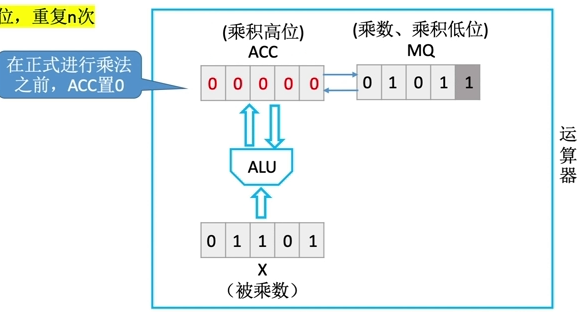 位，重复n次
在正式进行乘法
之前，ACC置0
(乘积高位)
ACC
(乘数、乘积低位)
MQ
0 0 0 0 0
0 1 0 1 1
ALU
0 1 1 0 1
X
（被乘数）
运算器